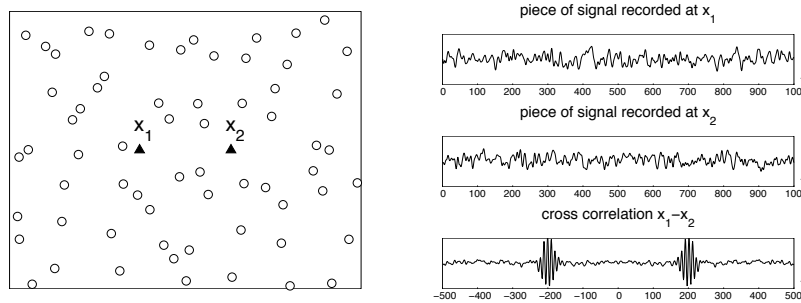 x1
x2
piece of signal recorded at x1
0 100 200 300 400 500 600 700 800 900 100
piece of signal recorded at x2
0 100 200 300 400 500 600 700 800 900 100
cross correlation x1−x2
−500 −400 −300 −200 −100 0 100 200 300 400 500